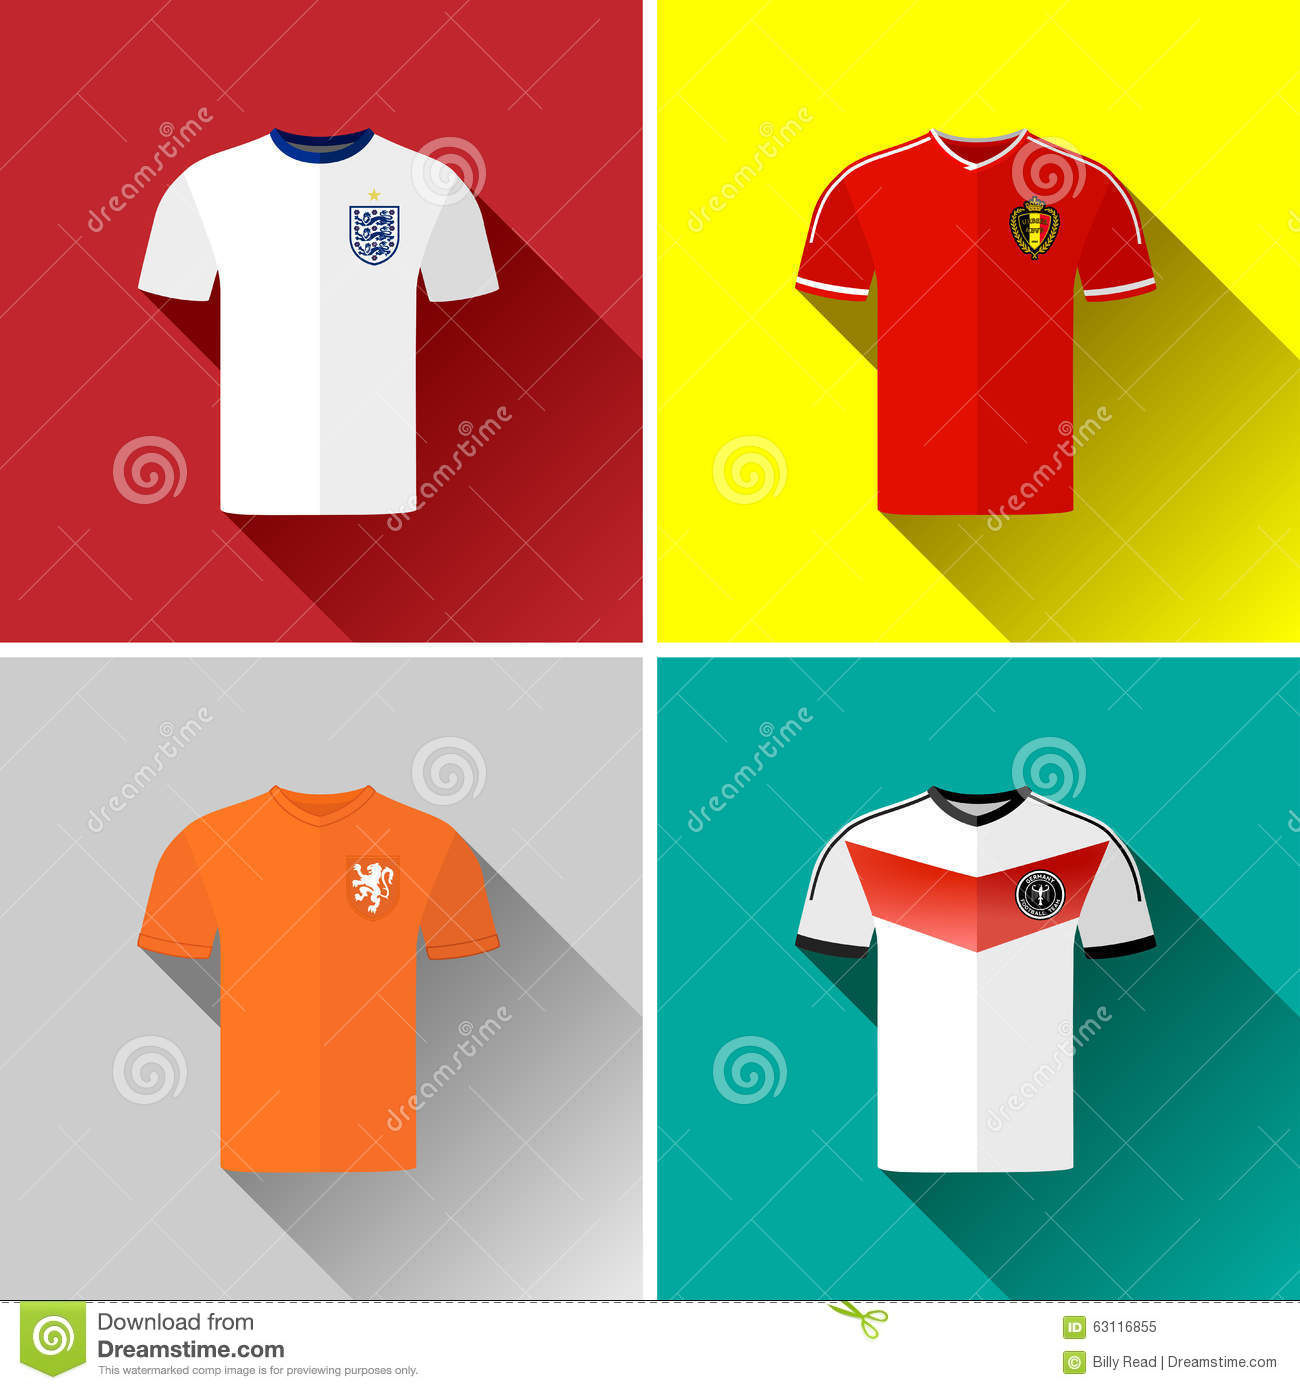 dreamstime
dreamstime
dreamstime
dreamstime
GERMANY
FOOTBALL TEAM
dreamstime
dreamstime
dreamstime
dreamstime
Download from
Dreamstime.com
This watermarked comp image is for previewing purposes only.
ID 63116855
© Billy Read | Dreamstime.com